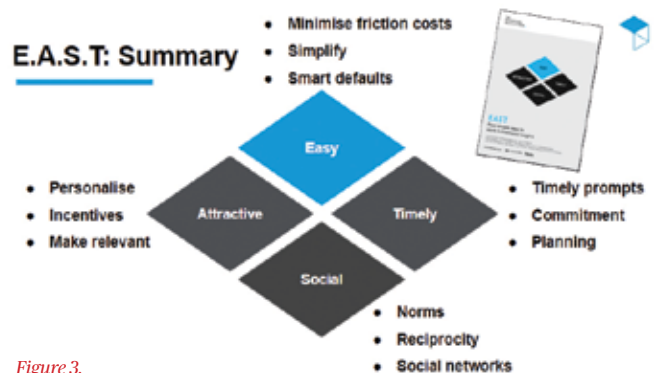 E.A.S.T: Summary
• Minimise friction costs
• Simplify
• Smart defaults
Easy
• Personalise
• Incentives
• Make relevant
Attractive
Timely
• Timely prompts
• Commitment
• Planning
Social
• Norms
• Reciprocity
• Social networks
EAST
Figure 3.